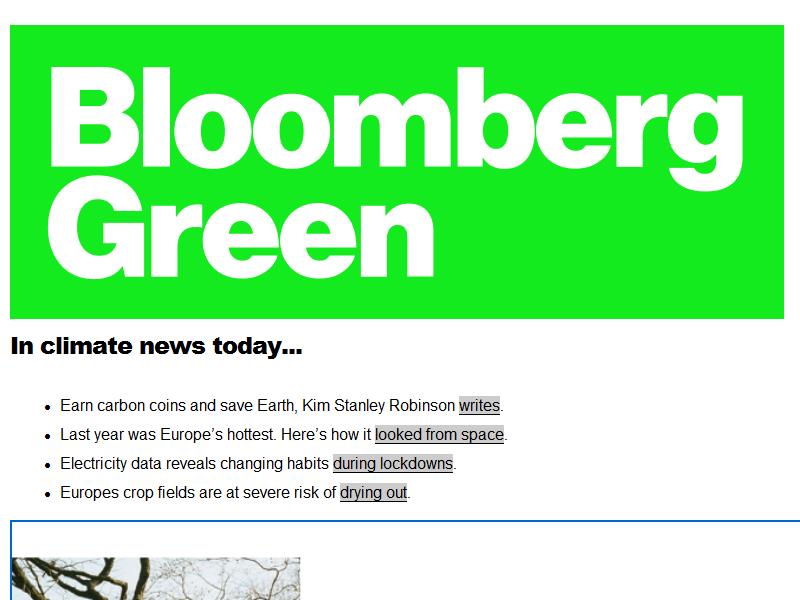 Bloomberg
Green
In climate news today...
Earn carbon coins and save Earth, Kim Stanley Robinson writes.
Last year was Europe’s hottest. Here’s how it looked from space.
Electricity data reveals changing habits during lockdowns.
Europes crop fields are at severe risk of drying out.